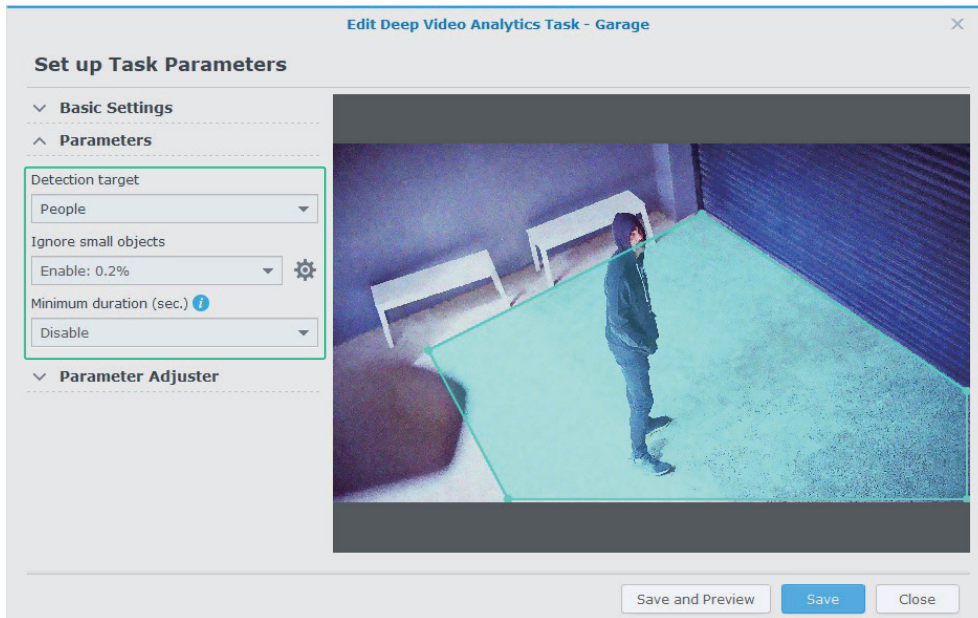 Edit Deep Video Analytics Task - Garage
Set up Task Parameters
Basic Settings
Parameters
Detection target
People
Ignore small objects
Enable: 0.2%
Minimum duration (sec.)
Disable
Parameter Adjuster
Save and Preview
Save
Close